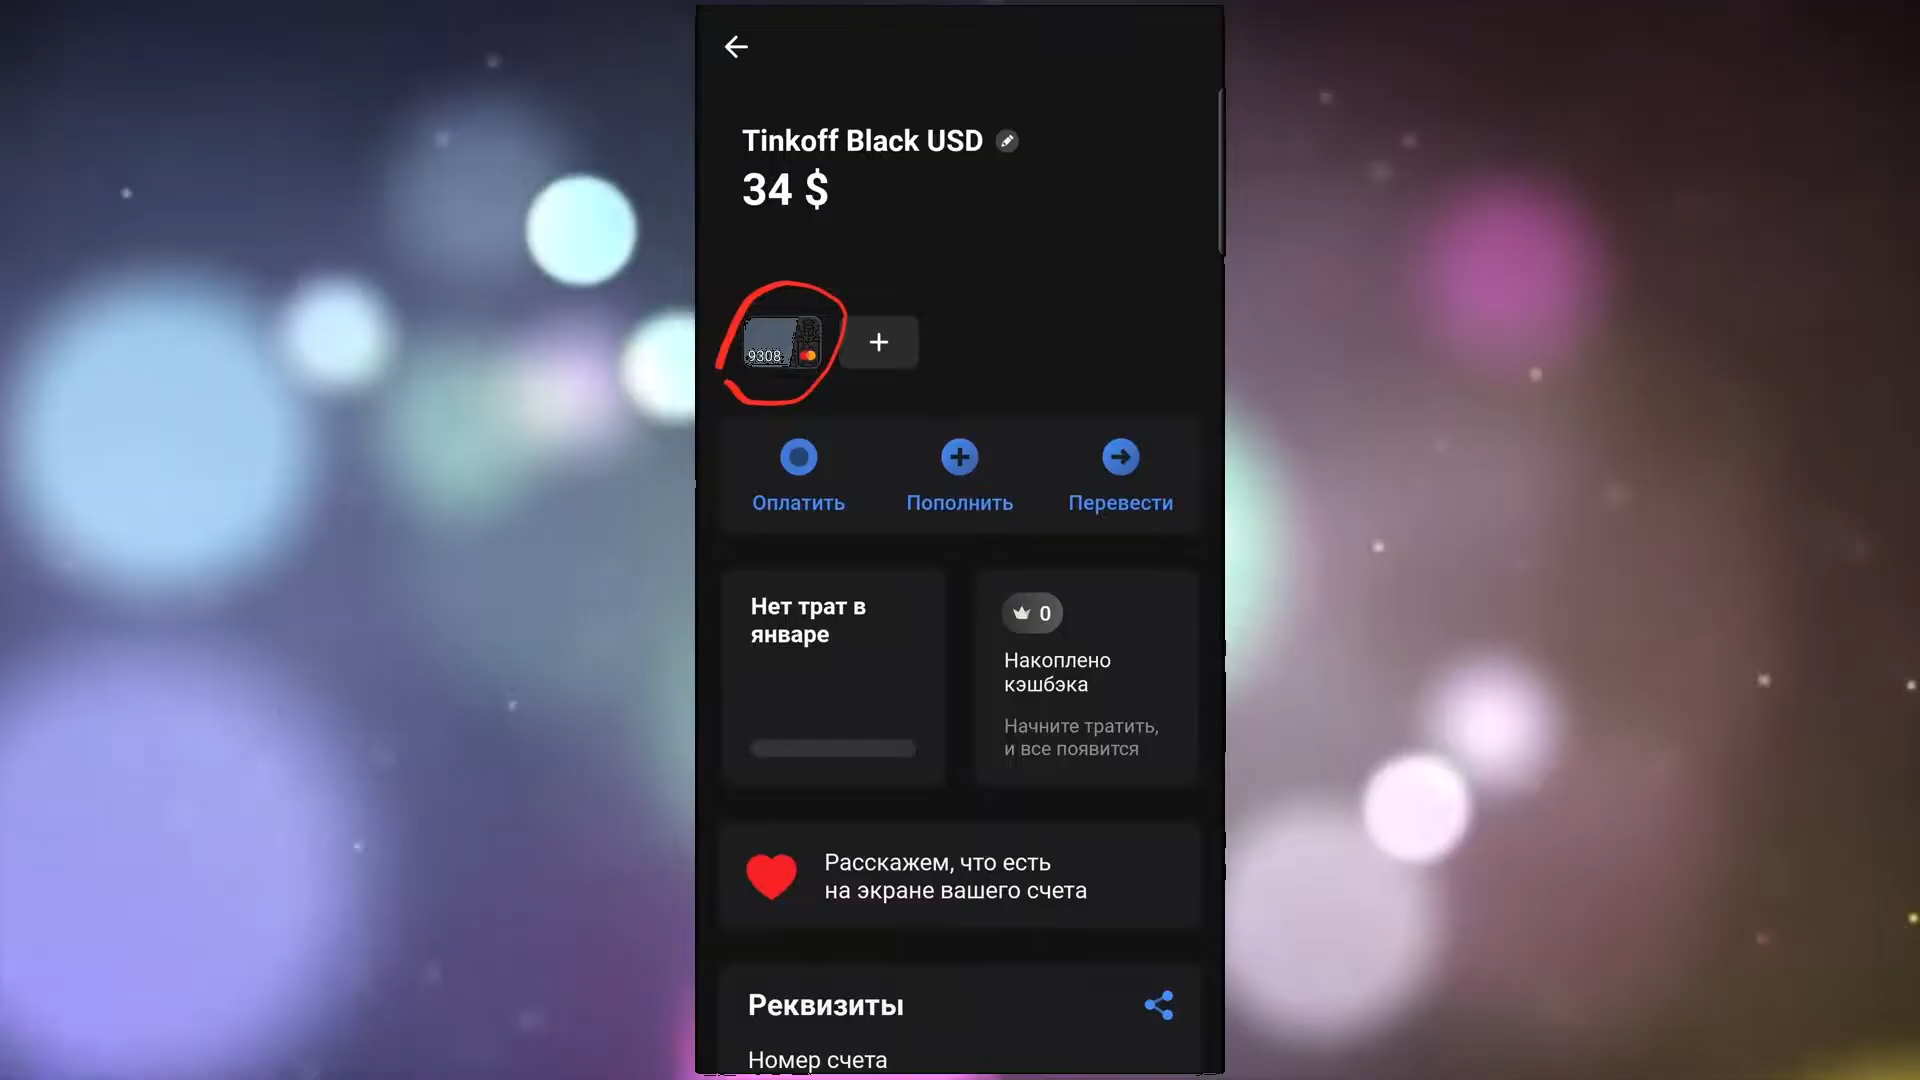 Tinkoff Black USD
34 $
9308
Оплатить
Пополнить
Перевести
Нет трат в
январе
0
Накоплено
кэшбэка
Начните тратить,
и все появится
Расскажем, что есть
на экране вашего счета
Реквизиты
Номер счета